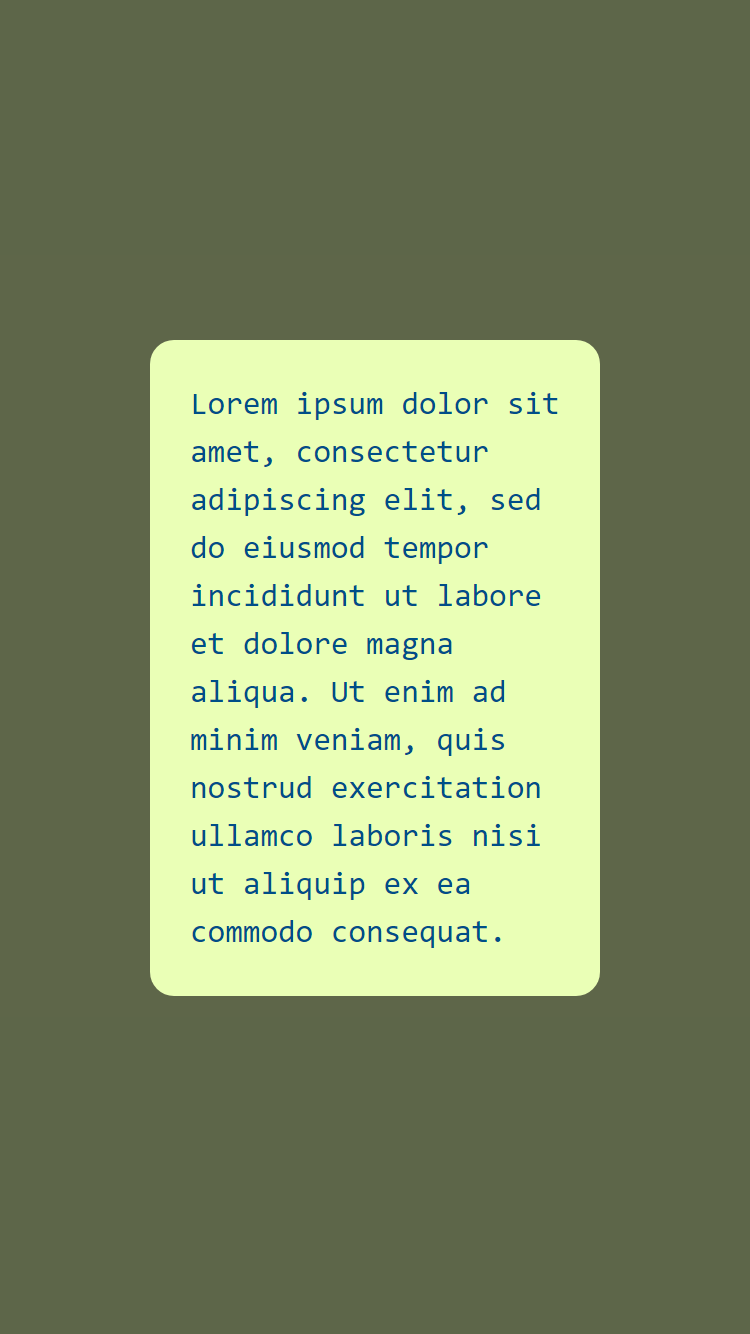 Lorem ipsum dolor sit
amet, consectetur
adipiscing elit, sed
do eiusmod tempor
incididunt ut labore
et dolore magna
aliqua. Ut enim ad
minim veniam, quis
nostrud exercitation
ullamco laboris nisi
ut aliquip ex ea
commodo consequat.